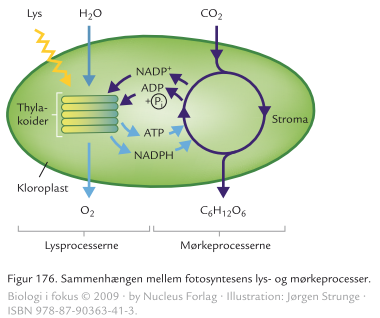 Lys
H₂O
CO₂
NADP⁺
ADP
+Pᵢ
Thyla-
koider
Stroma
ATP
NADPH
Kloroplast
O₂
C₆H₁₂O₆
Lysprocesserne
Mørkeprocesserne
Figur 176. Sammenhængen mellem fotosyntesens lys- og mørkeprocesser.
Biologi i fokus © 2009 · by Nucleus Forlag · Illustration: Jørgen Strunge ·
ISBN 978-87-90363-41-3.